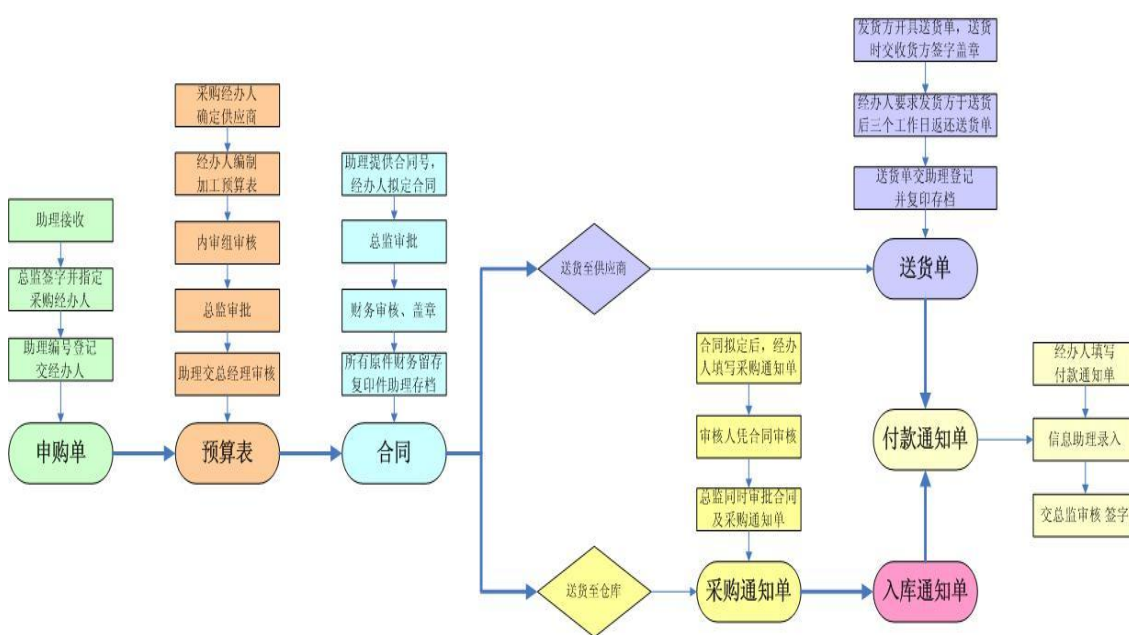 助理接收
总监签字并指定
采购经办人
助理编号登记
交经办人
申购单
采购经办人
确定供应商
经办人编制
加工预算表
内审组审核
总监审批
助理交总经理审核
预算表
助理提供合同号,
经办人拟定合同
总监审批
财务审核、盖章
所有原件财务留存
复印件助理存档
合同
送货至供应商
送货至仓库
发货方开具送货单,送货
时交收货方签字盖章
经办人要求发货方于送货
后三个工作日返还送货单
送货单交助理登记
并复印存档
送货单
合同拟定后,经办
人填写采购通知单
审核人凭合同审核
总监同时审批合同
及采购通知单
采购通知单
入库通知单
付款通知单
经办人填写
付款通知单
信息助理录入
交总监审核 签字